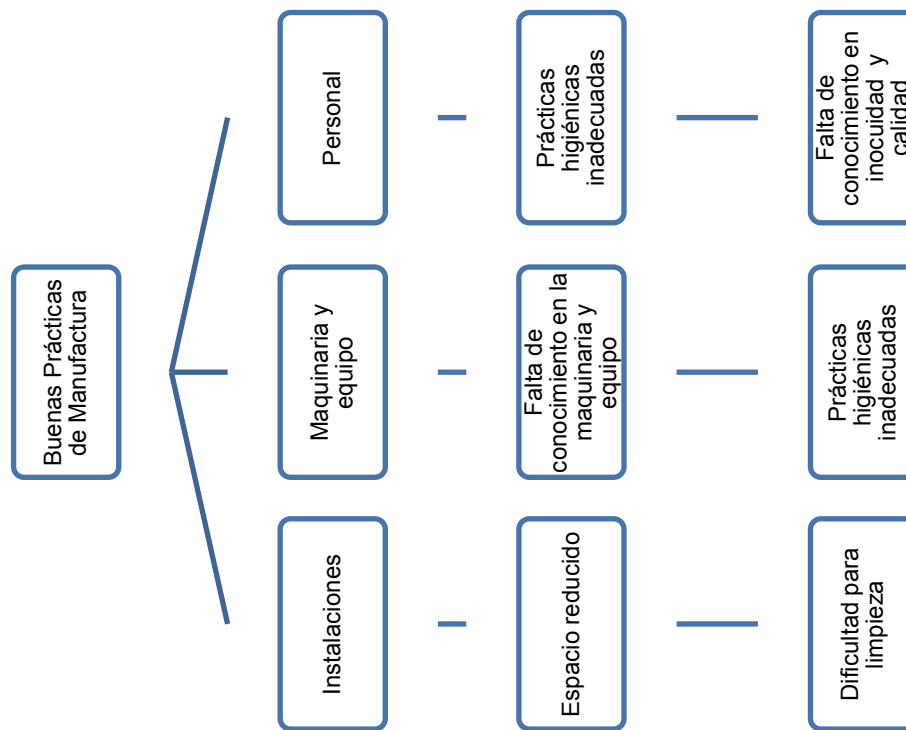 Buenas Prácticas
de Manufactura
Instalaciones
Maquinaria y
equipo
Personal
Espacio reducido
Falta de
conocimiento en la
maquinaria y
equipo
Prácticas
higiénicas
inadecuadas
Dificultad para
limpieza
Prácticas
higiénicas
inadecuadas
Falta de
conocimiento en
inocuidad y
calidad